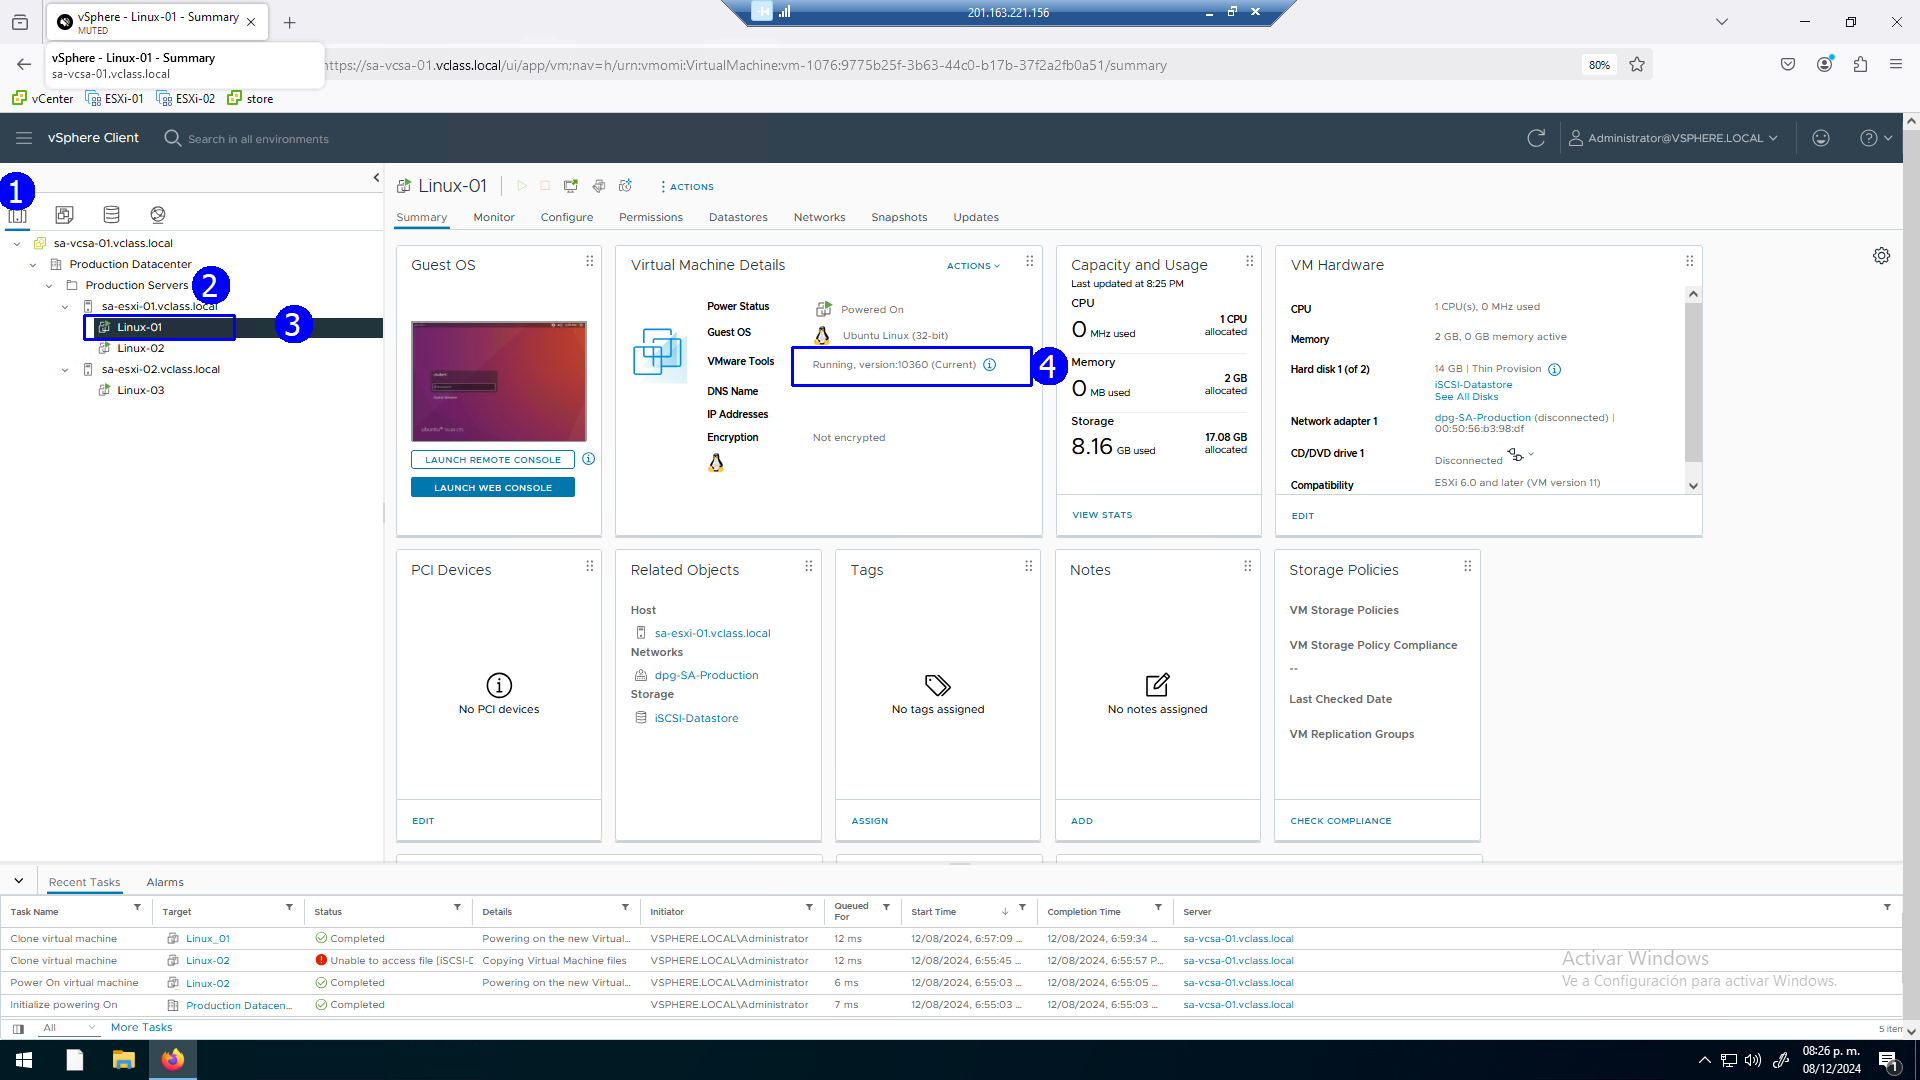 vSphere - Linux-01 - Summary
MUTED
201.163.221.156
vSphere - Linux-01 - Summary
sa-vcsa-01.vclass.local
https://sa-vcsa-01.vclass.local/ui/app/vm;nav=h/urn:vmomi:VirtualMachine:vm-1076:9775b25f-3b63-44c0-b17b-37f2a2fb0a51/summary
80%
vCenter ESXi-01 ESXi-02 store
vSphere Client
Search in all environments
Administrator@VSPHERE.LOCAL
1
Linux-01
ACTIONS
Summary Monitor Configure Permissions Datastores Networks Snapshots Updates
sa-vcsa-01.vclass.local
Production Datacenter
Production Servers
2
sa-esxi-01.vclass.local
Linux-01
3
Linux-02
sa-esxi-02.vclass.local
Linux-03
Guest OS
LAUNCH REMOTE CONSOLE
LAUNCH WEB CONSOLE
Virtual Machine Details
ACTIONS
Power Status Powered On
Guest OS Ubuntu Linux (32-bit)
VMware Tools Running, version:10360 (Current)
4
DNS Name
IP Addresses
Encryption Not encrypted
Capacity and Usage
Last updated at 8:25 PM
CPU
0 MHz used
1 CPU
allocated
Memory
0 MB used
2 GB
allocated
Storage
8.16 GB used
17.08 GB
allocated
VIEW STATS
VM Hardware
CPU 1 CPU(s), 0 MHz used
Memory 2 GB, 0 GB memory active
Hard disk 1 (of 2) 14 GB | Thin Provision
iSCSI-Datastore
See All Disks
Network adapter 1 dpg-SA-Production (disconnected) |
00:50:56:b3:98:df
CD/DVD drive 1 Disconnected
Compatibility ESXi 6.0 and later (VM version 11)
EDIT
PCI Devices
No PCI devices
EDIT
Related Objects
Host
sa-esxi-01.vclass.local
Networks
dpg-SA-Production
Storage
iSCSI-Datastore
Tags
No tags assigned
ASSIGN
Notes
No notes assigned
ADD
Storage Policies
VM Storage Policies
VM Storage Policy Compliance
--
Last Checked Date
VM Replication Groups
CHECK COMPLIANCE
Recent Tasks Alarms
Task Name Target Status Details Initiator Queued For Start Time Completion Time Server
Clone virtual machine Linux_01 Completed Powering on the new Virtual... VSPHERE.LOCAL\Administrator 12 ms 12/08/2024, 6:57:09 ... 12/08/2024, 6:59:34 ... sa-vcsa-01.vclass.local
Clone virtual machine Linux-02 Unable to access file [iSCSI-D Copying Virtual Machine files VSPHERE.LOCAL\Administrator 12 ms 12/08/2024, 6:55:45 ... 12/08/2024, 6:55:57 P... sa-vcsa-01.vclass.local
Power On virtual machine Linux-02 Completed Powering on the new Virtual... VSPHERE.LOCAL\Administrator 6 ms 12/08/2024, 6:55:03 ... 12/08/2024, 6:55:05 ... sa-vcsa-01.vclass.local
Initialize powering On Production Datacen... Completed VSPHERE.LOCAL\Administrator 7 ms 12/08/2024, 6:55:03 ... 12/08/2024, 6:55:03 ... sa-vcsa-01.vclass.local
Activar Windows
Ve a Configuración para activar Windows.
All More Tasks
5 item
08:26 p. m.
08/12/2024
1